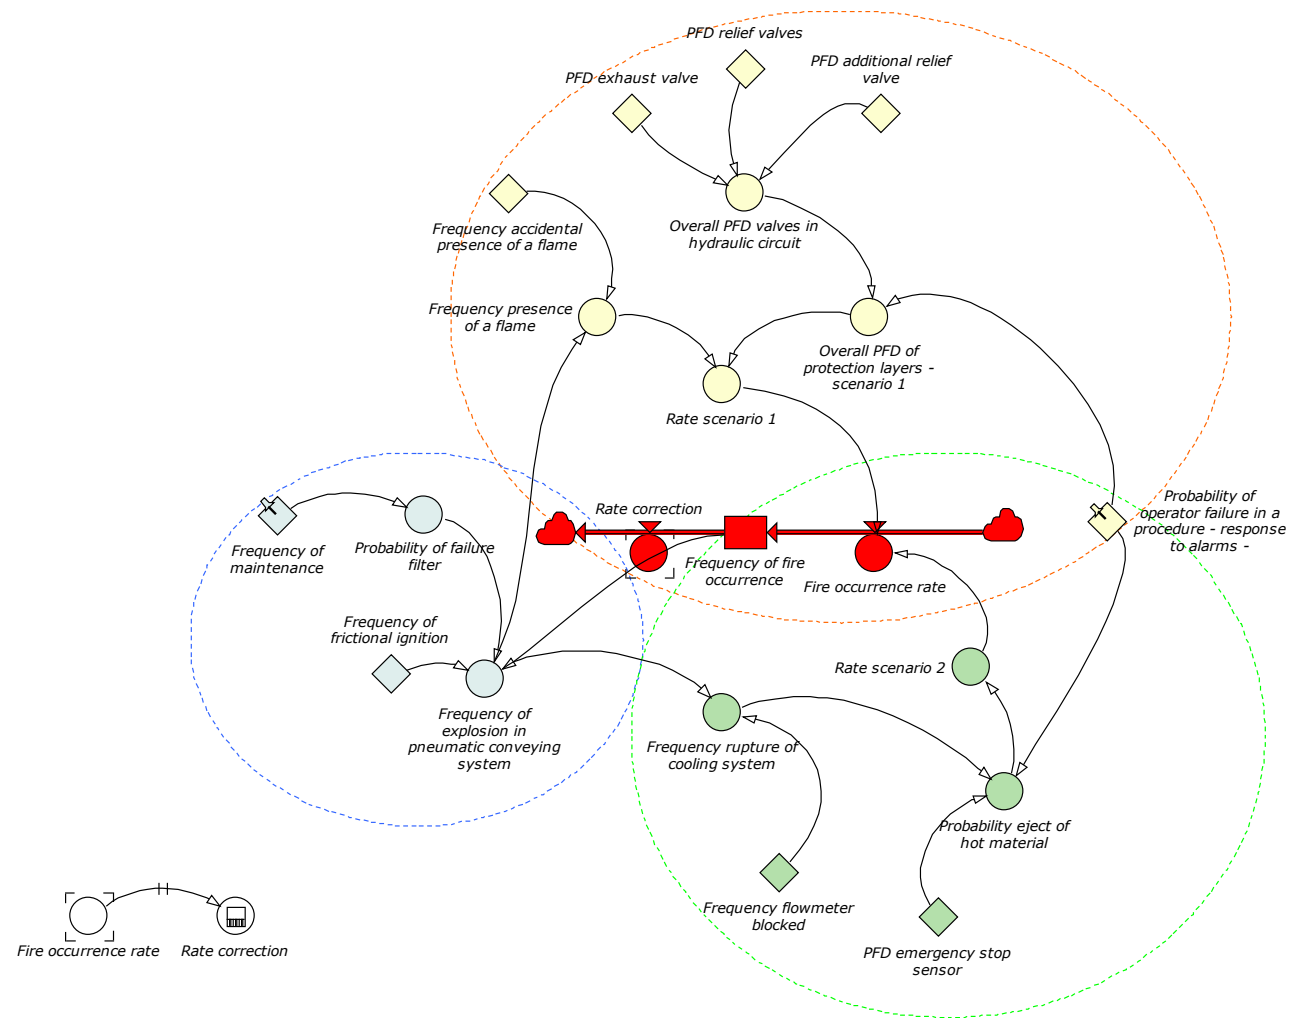 PFD relief valves
PFD exhaust valve
PFD additional relief
valve
Frequency accidental
presence of a flame
Overall PFD valves in
hydraulic circuit
Frequency presence
of a flame
Overall PFD of
protection layers -
scenario 1
Rate scenario 1
Rate correction
Probability of
operator failure in a
procedure - response
to alarms -
Frequency of
maintenance
Probability of failure
filter
Frequency of fire
occurrence
Fire occurrence rate
Frequency of
frictional ignition
Rate scenario 2
Frequency of
explosion in
pneumatic conveying
system
Frequency rupture of
cooling system
Probability eject of
hot material
Frequency flowmeter
blocked
PFD emergency stop
sensor
Fire occurrence rate
Rate correction